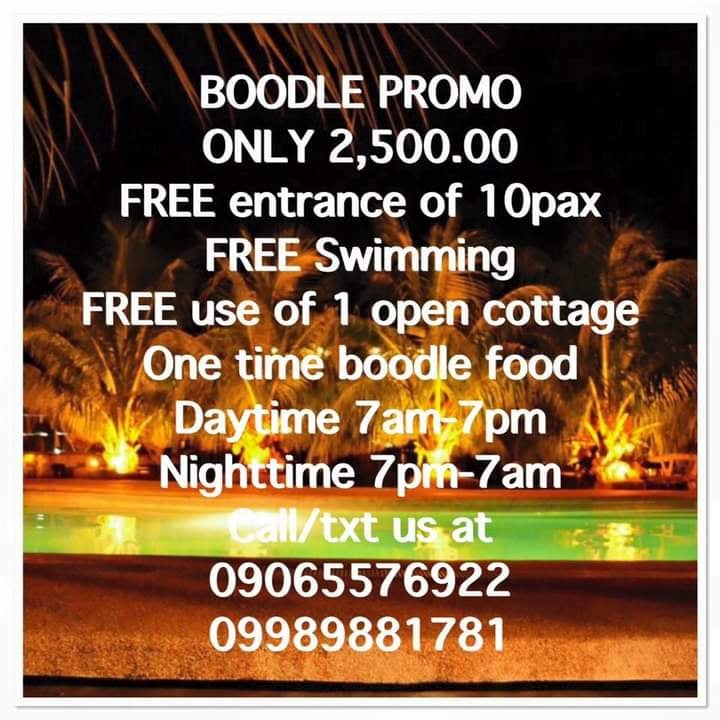 BOODLE PROMO
ONLY 2,500.00
FREE entrance of 10pax
FREE Swimming
FREE use of 1 open cottage
One time boodle food
Daytime 7am-7pm
Nighttime 7pm-7am
Call/txt us at
09065576922
09989881781